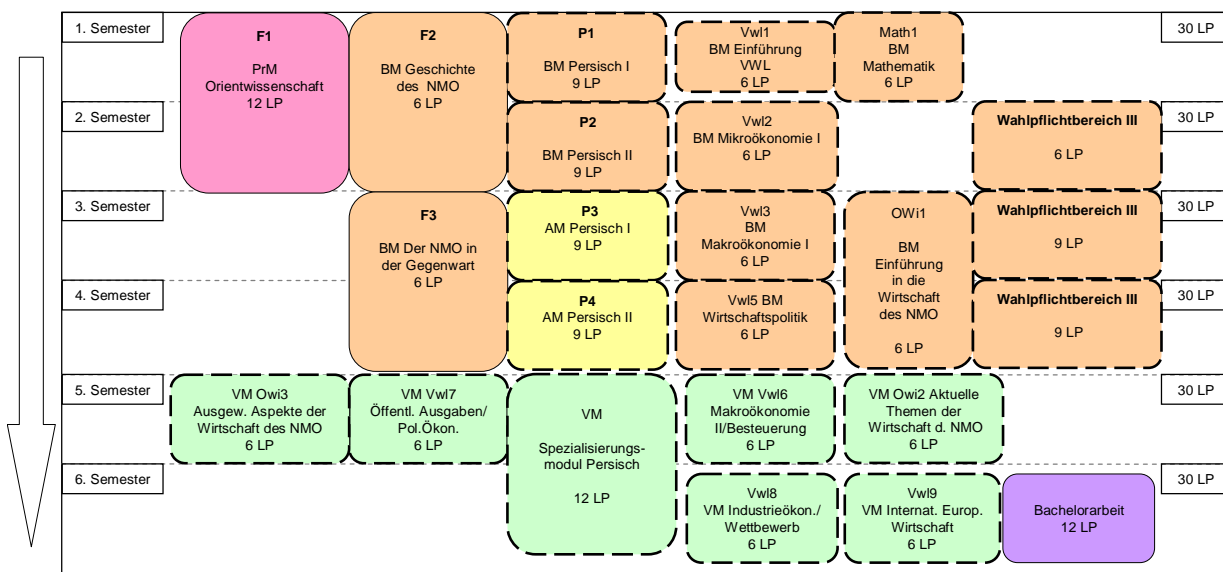 1. Semester
F1
PrM
Orientwissenschaft
12 LP
F2
BM Geschichte
des NMO
6 LP
P1
BM Persisch I
9 LP
Vwl1
BM Einführung
VWL
6 LP
Math1
BM
Mathematik
6 LP
30 LP
2. Semester
P2
BM Persisch II
9 LP
Vwl2
BM Mikroökonomie I
6 LP
Wahlpflichtbereich III
6 LP
30 LP
3. Semester
F3
BM Der NMO in
der Gegenwart
6 LP
P3
AM Persisch I
9 LP
Vwl3
BM
Makroökonomie I
6 LP
OWi1
BM
Einführung
in die
Wirtschaft
des NMO
6 LP
Wahlpflichtbereich III
9 LP
30 LP
4. Semester
P4
AM Persisch II
9 LP
Vwl5 BM
Wirtschaftspolitik
6 LP
Wahlpflichtbereich III
9 LP
30 LP
5. Semester
VM Owi3
Ausgew. Aspekte der
Wirtschaft des NMO
6 LP
VM Vwl7
Öffentl. Ausgaben/
Pol.Ökon.
6 LP
VM
Spezialisierungs-
modul Persisch
12 LP
VM Vwl6
Makroökonomie
II/Besteuerung
6 LP
VM Owi2 Aktuelle
Themen der
Wirtschaft d. NMO
6 LP
30 LP
6. Semester
Vwl8
VM Industrieökon./
Wettbewerb
6 LP
Vwl9
VM Internat. Europ.
Wirtschaft
6 LP
Bachelorarbeit
12 LP
30 LP